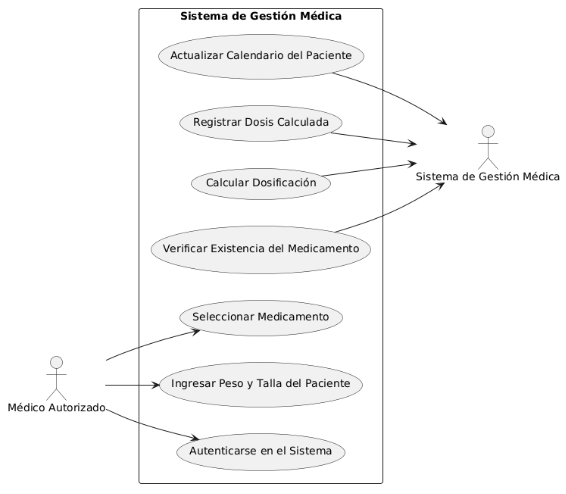 Sistema de Gestión Médica
Actualizar Calendario del Paciente
Registrar Dosis Calculada
Calcular Dosificación
Sistema de Gestión Médica
Verificar Existencia del Medicamento
Seleccionar Medicamento
Ingresar Peso y Talla del Paciente
Médico Autorizado
Autenticarse en el Sistema